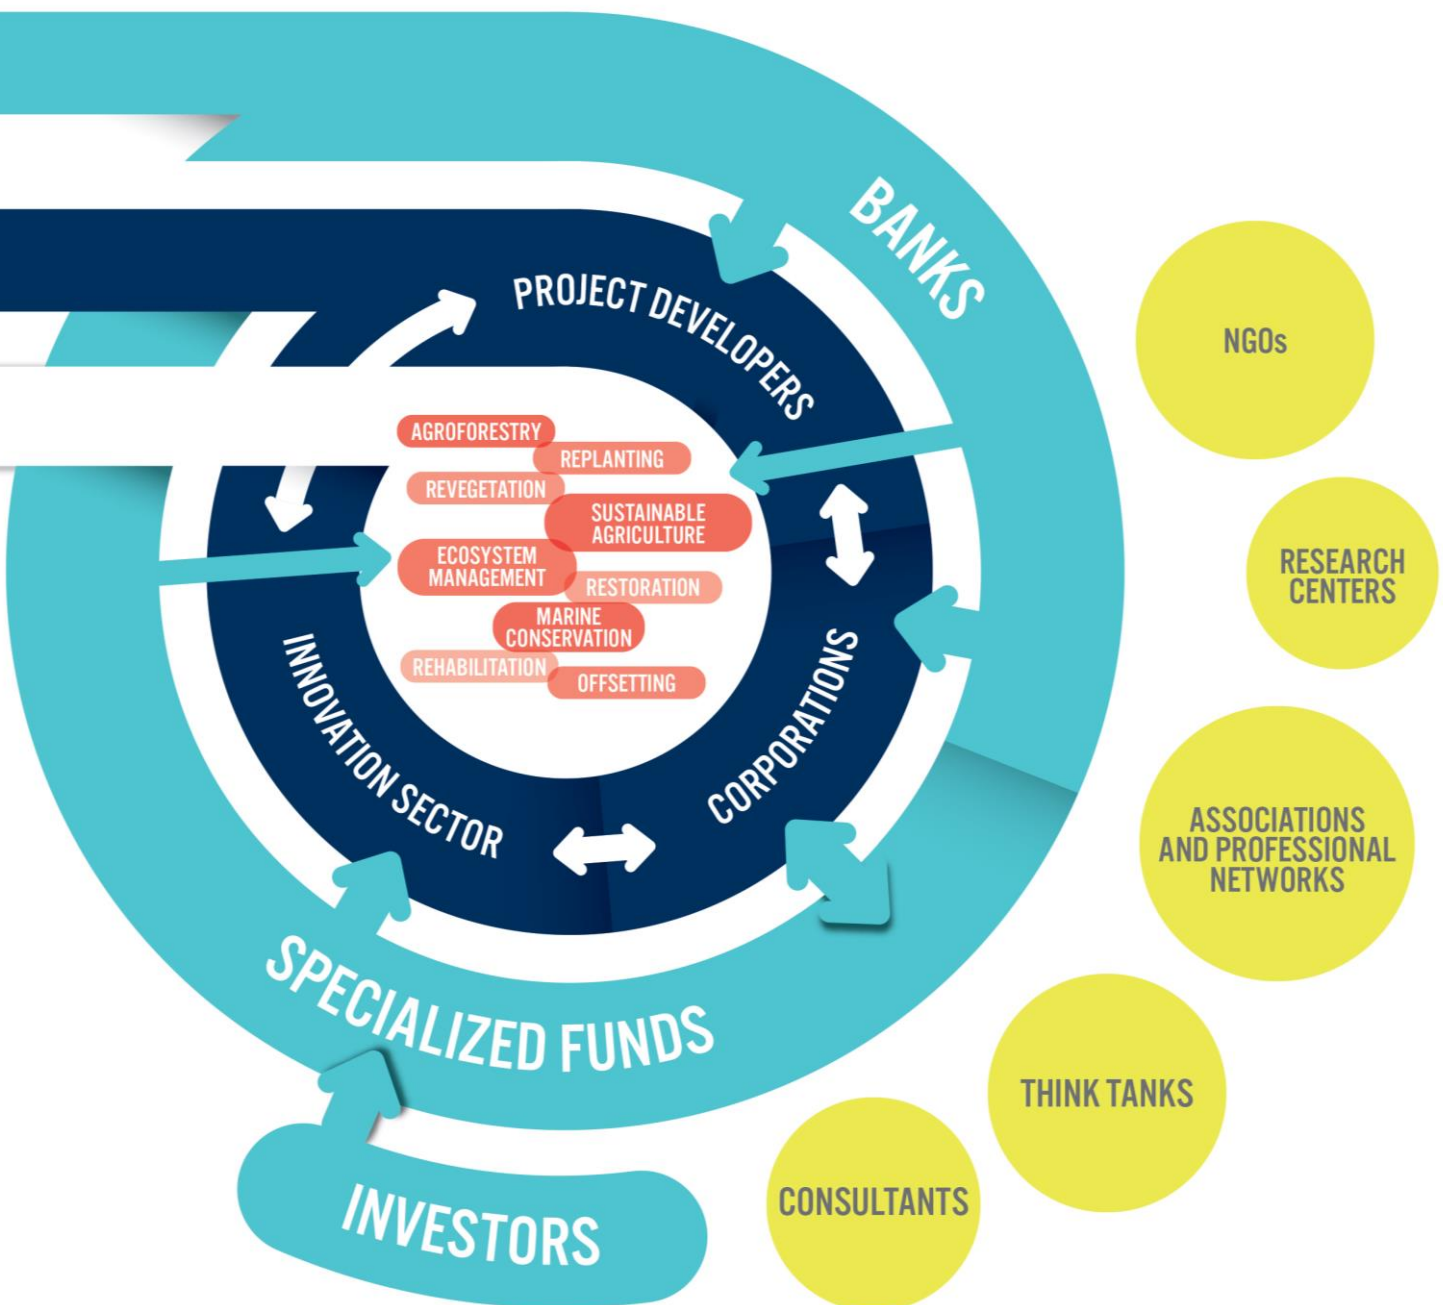 BANKS
PROJECT DEVELOPERS
NGOs
AGROFORESTRY
REPLANTING
REVEGETATION
SUSTAINABLE
AGRICULTURE
ECOSYSTEM
MANAGEMENT
RESTORATION
MARINE
CONSERVATION
REHABILITATION
OFFSETTING
RESEARCH
CENTERS
INNOVATION SECTOR
CORPORATIONS
ASSOCIATIONS
AND PROFESSIONAL
NETWORKS
SPECIALIZED FUNDS
THINK TANKS
CONSULTANTS
INVESTORS